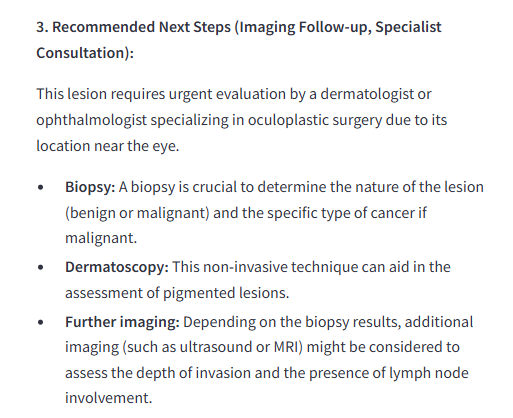 3. Recommended Next Steps (Imaging Follow-up, Specialist
Consultation):
This lesion requires urgent evaluation by a dermatologist or
ophthalmologist specializing in oculoplastic surgery due to its
location near the eye.
• Biopsy: A biopsy is crucial to determine the nature of the lesion
(benign or malignant) and the specific type of cancer if
malignant.
• Dermatoscopy: This non-invasive technique can aid in the
assessment of pigmented lesions.
• Further imaging: Depending on the biopsy results, additional
imaging (such as ultrasound or MRI) might be considered to
assess the depth of invasion and the presence of lymph node
involvement.